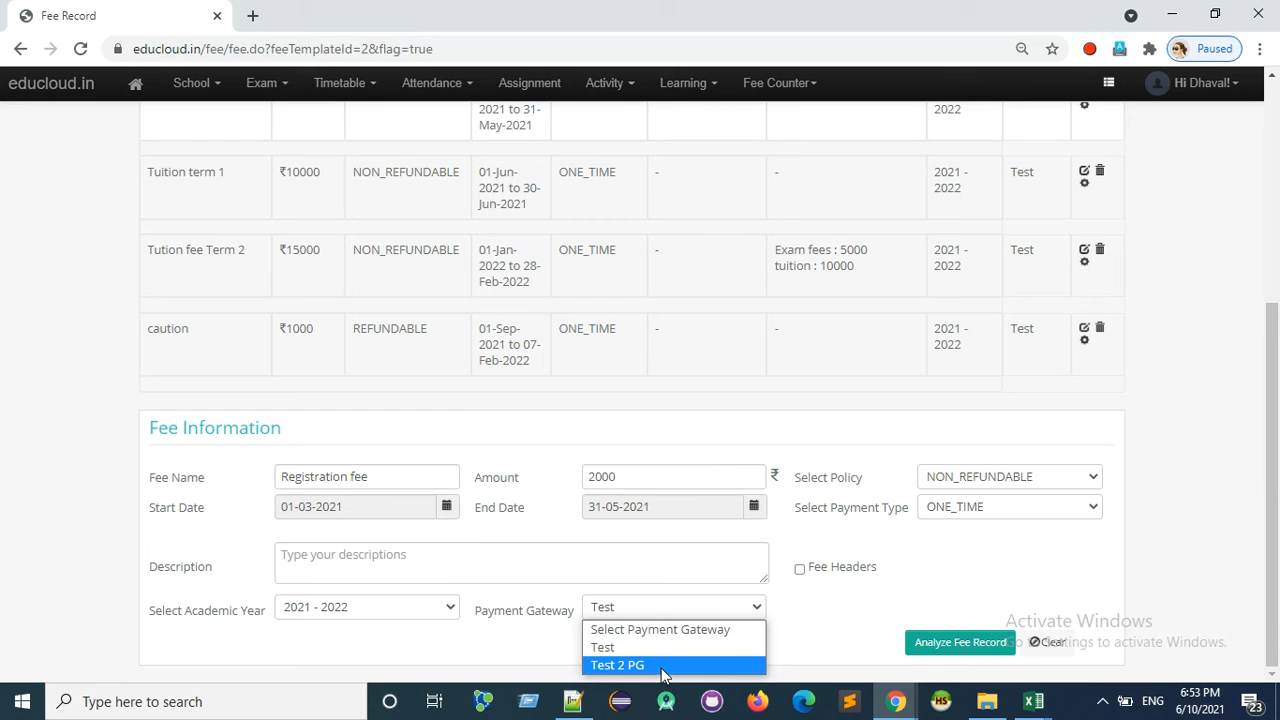 Fee Record
educloud.in/fee/fee.do?feeTemplateId=2&flag=true
Paused
educloud.in School Exam Timetable Attendance Assignment Activity Learning Fee Counter Hi Dhaval!
2021 to 31-May-2021 2022
Tuition term 1 ₹10000 NON_REFUNDABLE 01-Jun-2021 to 30-Jun-2021 ONE_TIME - - 2021 - 2022 Test
Tution fee Term 2 ₹15000 NON_REFUNDABLE 01-Jan-2022 to 28-Feb-2022 ONE_TIME - Exam fees : 5000 tuition : 10000 2021 - 2022 Test
caution ₹1000 REFUNDABLE 01-Sep-2021 to 07-Feb-2022 ONE_TIME - - 2021 - 2022 Test
Fee Information
Fee Name Registration fee Amount 2000 ₹ Select Policy NON_REFUNDABLE
Start Date 01-03-2021 End Date 31-05-2021 Select Payment Type ONE_TIME
Description Type your descriptions Fee Headers
Select Academic Year 2021 - 2022 Payment Gateway Test
Select Payment Gateway
Test
Test 2 PG
Analyze Fee Record Clear
Activate Windows
Go to Settings to activate Windows.
Type here to search
ENG
6:53 PM
6/10/2021
23